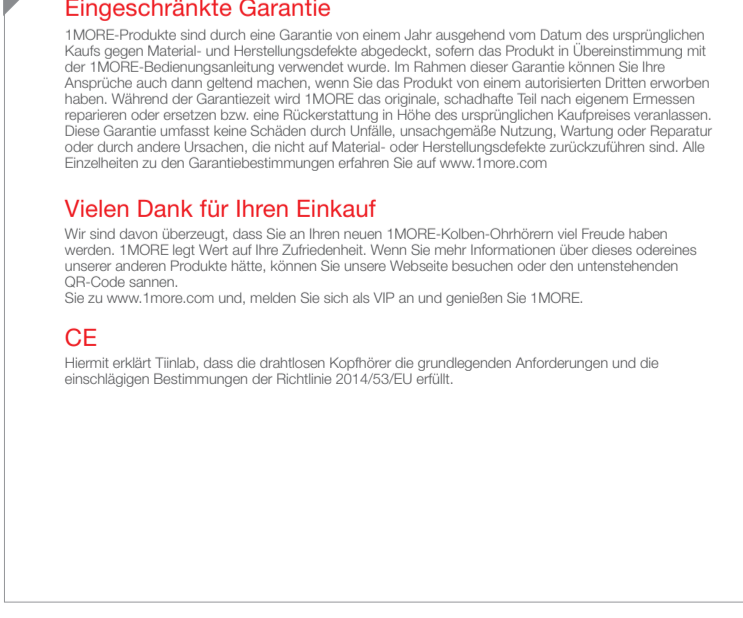 Eingeschränkte Garantie
1MORE-Produkte sind durch eine Garantie von einem Jahr ausgehend vom Datum des ursprünglichen
Kaufs gegen Material- und Herstellungsdefekte abgedeckt, sofern das Produkt in Übereinstimmung mit
der 1MORE-Bedienungsanleitung verwendet wurde. Im Rahmen dieser Garantie können Sie Ihre
Ansprüche auch dann geltend machen, wenn Sie das Produkt von einem autorisierten Dritten erworben
haben. Während der Garantiezeit wird 1MORE das originale, schadhafte Teil nach eigenem Ermessen
reparieren oder ersetzen bzw. eine Rückerstattung in Höhe des ursprünglichen Kaufpreises veranlassen.
Diese Garantie umfasst keine Schäden durch Unfälle, unsachgemäße Nutzung, Wartung oder Reparatur
oder durch andere Ursachen, die nicht auf Material- oder Herstellungsdefekte zurückzuführen sind. Alle
Einzelheiten zu den Garantiebestimmungen erfahren Sie auf www.1more.com
Vielen Dank für Ihren Einkauf
Wir sind davon überzeugt, dass Sie an Ihren neuen 1MORE-Kolben-Ohrhörern viel Freude haben
werden. 1MORE legt Wert auf Ihre Zufriedenheit. Wenn Sie mehr Informationen über dieses odereines
unserer anderen Produkte hätte, können Sie unsere Webseite besuchen oder den untenstehenden
QR-Code sannen.
Sie zu www.1more.com und, melden Sie sich als VIP an und genießen Sie 1MORE.
CE
Hiermit erklärt Tiinlab, dass die drahtlosen Kopfhörer die grundlegenden Anforderungen und die
einschlägigen Bestimmungen der Richtlinie 2014/53/EU erfüllt.